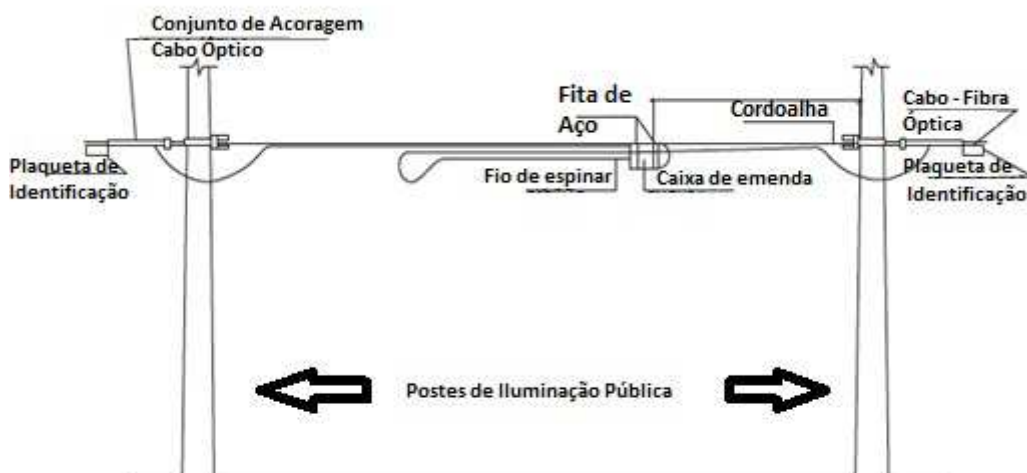 Conjunto de Acoragem
Cabo Óptico
Fita de
Aço
Cordoalha
Cabo - Fibra
Óptica
Plaqueta de
Identificação
Fio de espinar
Caixa de emenda
Plaqueta de
Identificação
Postes de Iluminação Pública